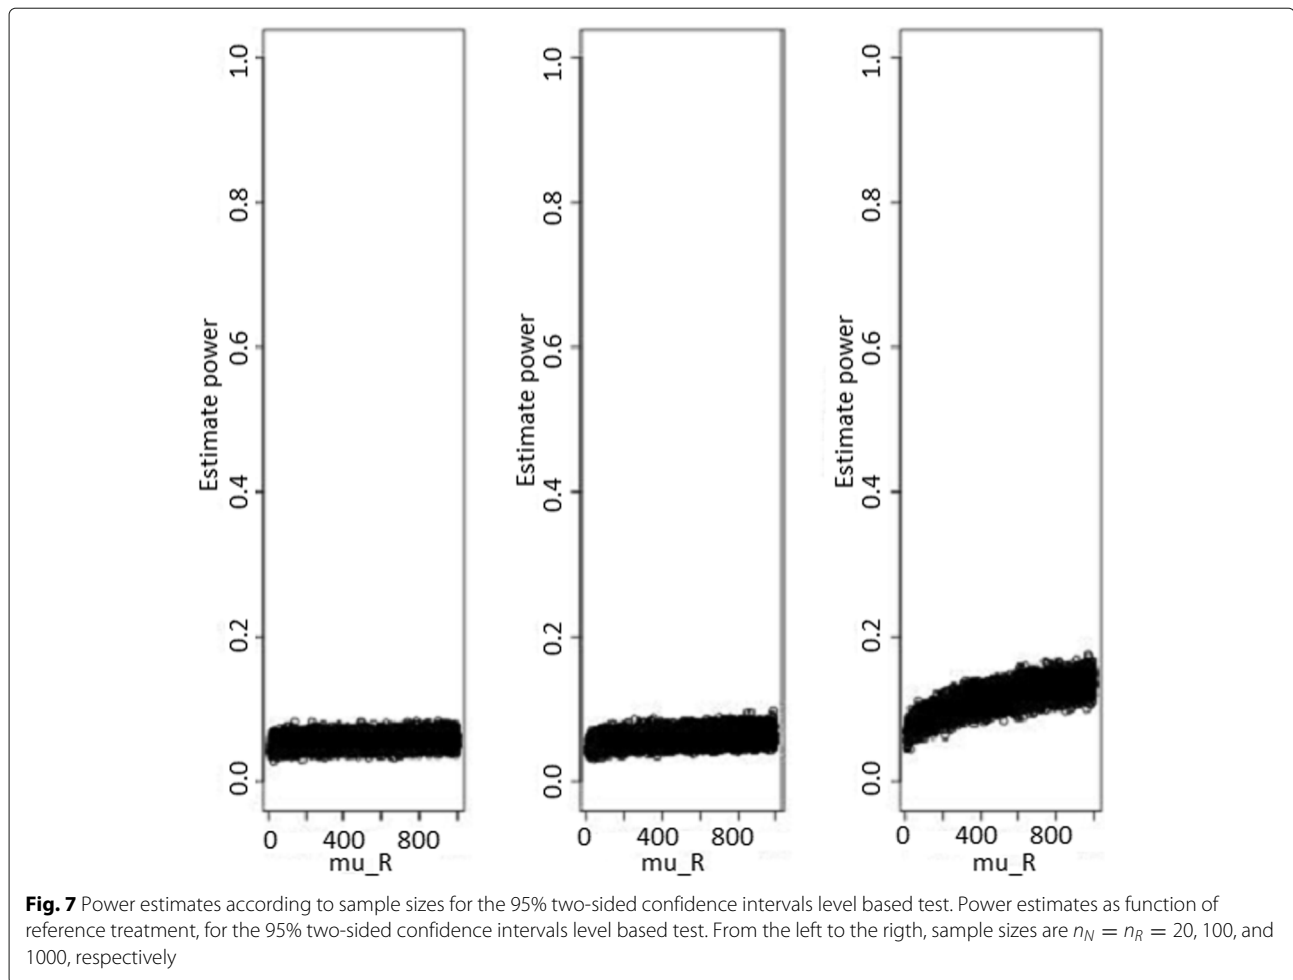 1.0
0.8
0.6
0.4
0.2
0.0
Estimate power
0 400 800
mu_R
1.0
0.8
0.6
0.4
0.2
0.0
Estimate power
0 400 800
mu_R
1.0
0.8
0.6
0.4
0.2
0.0
Estimate power
0 400 800
mu_R
Fig. 7 Power estimates according to sample sizes for the 95% two-sided confidence intervals level based test. Power estimates as function of
reference treatment, for the 95% two-sided confidence intervals level based test. From the left to the rigth, sample sizes are n_N = n_R = 20, 100, and
1000, respectively